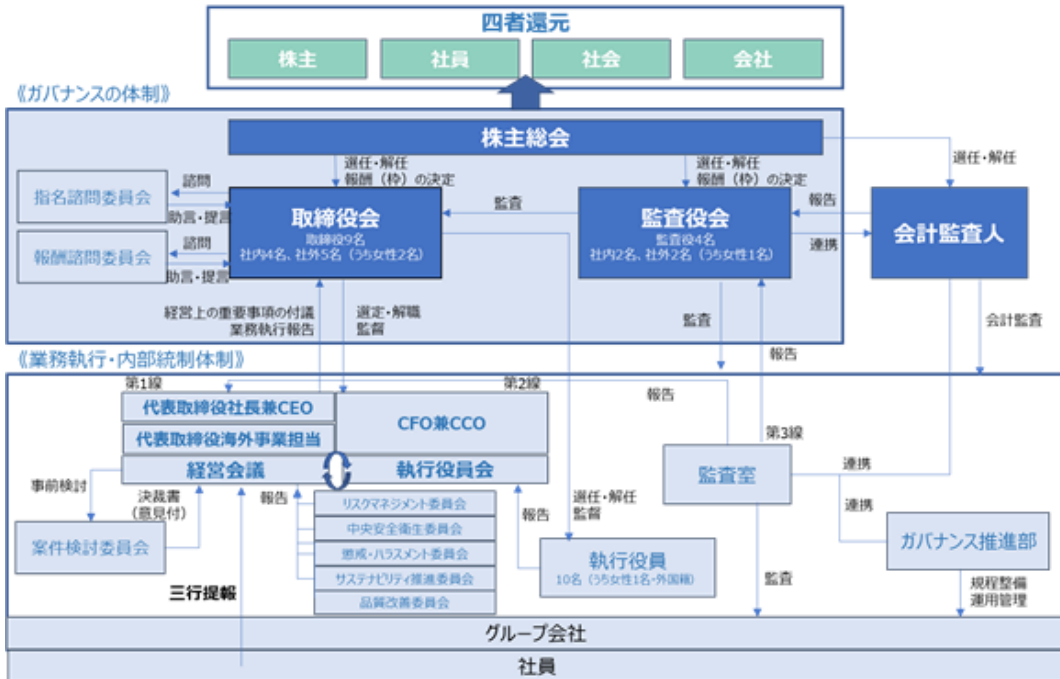 四者還元
株主
社員
社会
会社
《ガバナンスの体制》
株主総会
選任・解任
報酬（枠）の決定
選任・解任
報酬（枠）の決定
選任・解任
指名諮問委員会
諮問
助言・提言
報酬諮問委員会
諮問
助言・提言
取締役会
取締役9名
社内4名、社外5名（うち女性2名）
監査
監査役会
監査役4名
社内2名、社外2名（うち女性1名）
報告
連携
会計監査人
経営上の重要事項の付議
業務執行報告
選定・解職
監督
監査
報告
会計監査
《業務執行・内部統制体制》
第1線
代表取締役社長兼CEO
代表取締役海外事業担当
経営会議
第2線
CFO兼CCO
執行役員会
報告
第3線
監査室
連携
連携
事前検討
決裁書
（意見付）
案件検討委員会
報告
リスクマネジメント委員会
中央安全衛生委員会
懲戒・ハラスメント委員会
サステナビリティ推進委員会
品質改善委員会
報告
選任・解任
監督
執行役員
10名（うち女性1名・外国籍）
監査
ガバナンス推進部
規程整備
運用管理
三行提報
グループ会社
社員